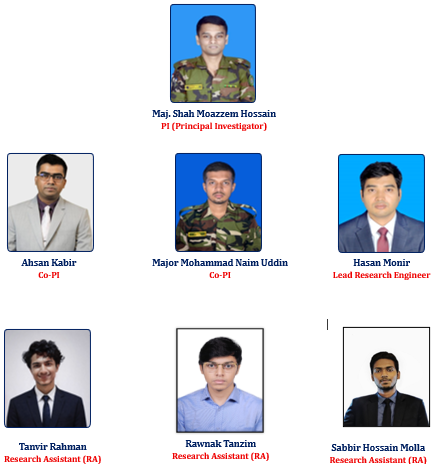 Maj. Shah Moazzem Hossain
PI (Principal Investigator)
Ahsan Kabir
Co-PI
Major Mohammad Naim Uddin
Co-PI
Hasan Monir
Lead Research Engineer
Tanvir Rahman
Research Assistant (RA)
Rawnak Tanzim
Research Assistant (RA)
Sabbir Hossain Molla
Research Assistant (RA)